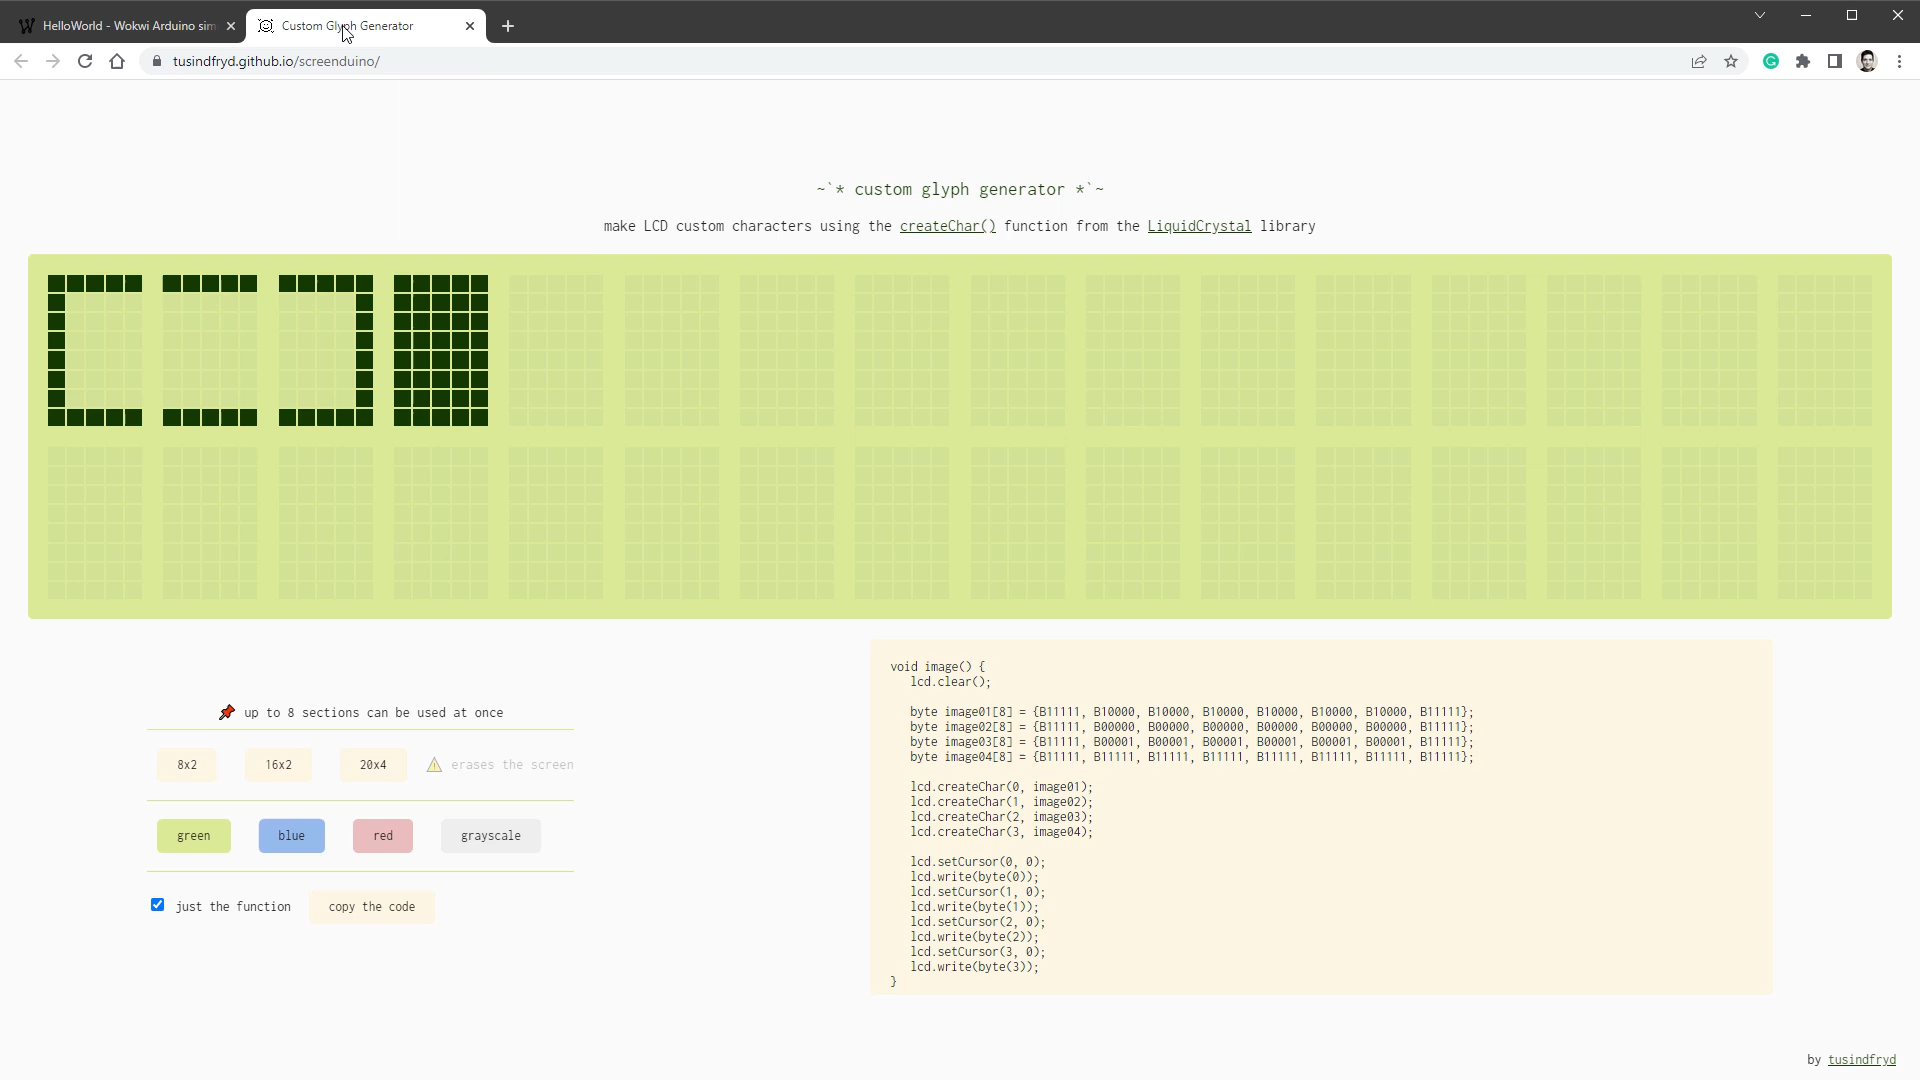 HelloWorld - Wokwi Arduino sim
Custom Glyph Generator
tusindfryd.github.io/screenduino/
~`* custom glyph generator *`~
make LCD custom characters using the createChar() function from the LiquidCrystal library
up to 8 sections can be used at once
8x2 16x2 20x4 erases the screen
green blue red grayscale
just the function copy the code
void image() {
lcd.clear();
byte image01[8] = {B11111, B10000, B10000, B10000, B10000, B10000, B10000, B11111};
byte image02[8] = {B11111, B00000, B00000, B00000, B00000, B00000, B00000, B11111};
byte image03[8] = {B11111, B00001, B00001, B00001, B00001, B00001, B00001, B11111};
byte image04[8] = {B11111, B11111, B11111, B11111, B11111, B11111, B11111, B11111};
lcd.createChar(0, image01);
lcd.createChar(1, image02);
lcd.createChar(2, image03);
lcd.createChar(3, image04);
lcd.setCursor(0, 0);
lcd.write(byte(0));
lcd.setCursor(1, 0);
lcd.write(byte(1));
lcd.setCursor(2, 0);
lcd.write(byte(2));
lcd.setCursor(3, 0);
lcd.write(byte(3));
}
by tusindfryd